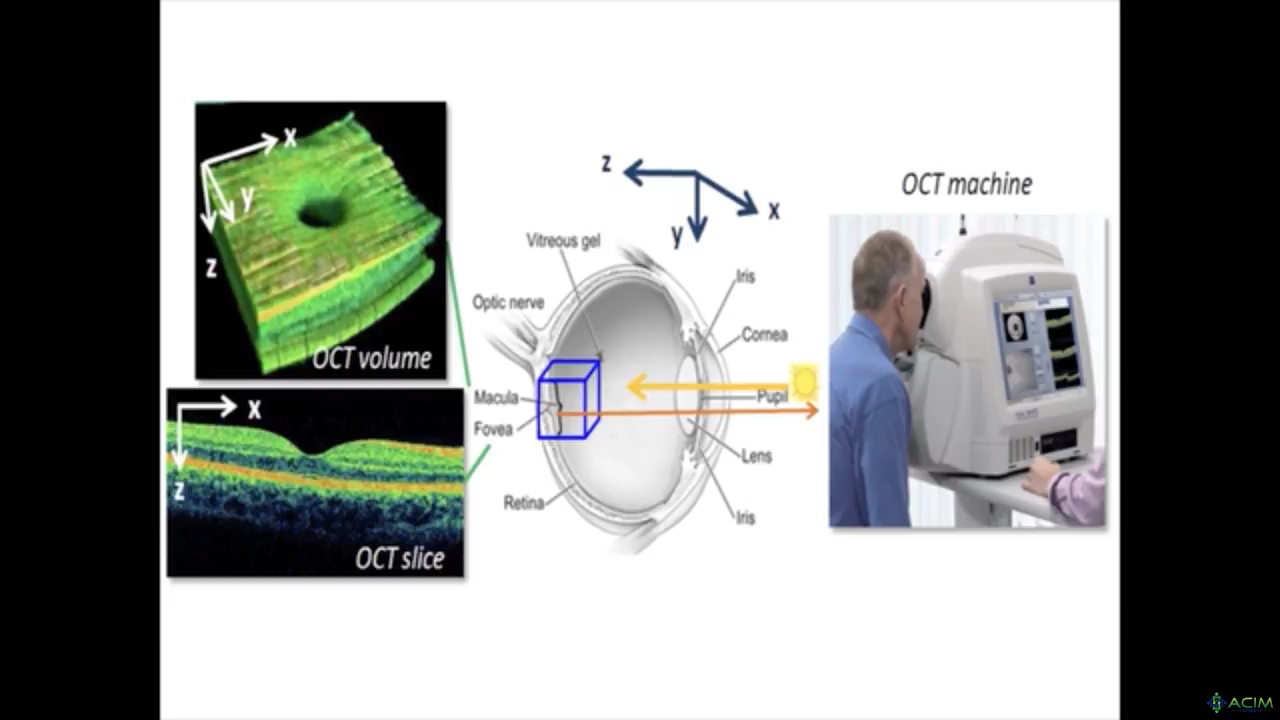 x
y
z
OCT volume
x
z
OCT slice
z
x
y
Vitreous gel
Optic nerve
Macula
Fovea
Retina
Iris
Cornea
Pupil
Lens
Iris
OCT machine
ACIM